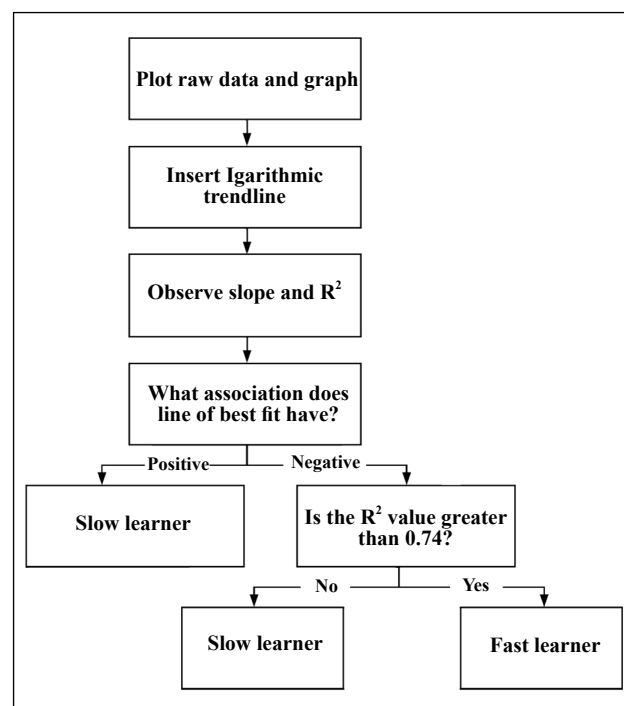 Plot raw data and graph
Insert Igarithmic
trendline
Observe slope and R²
What association does
line of best fit have?
Positive
Negative
Slow learner
Is the R² value greater
than 0.74?
No
Yes
Slow learner
Fast learner